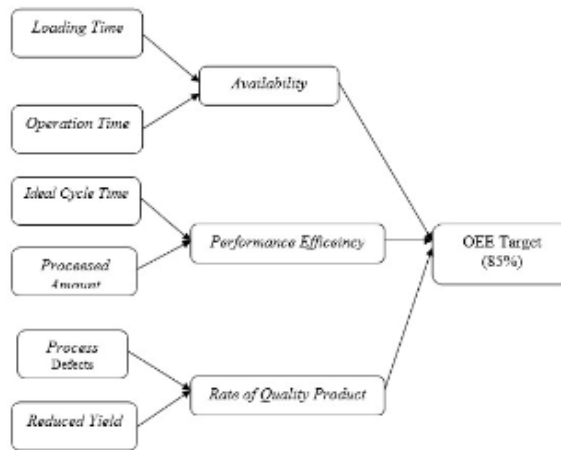 Loading Time
Availability
Operation Time
Ideal Cycle Time
Performance Efficeincy
Processed
Amount
OEE Target
(85%)
Process
Defects
Rate of Quality Product
Reduced Yield